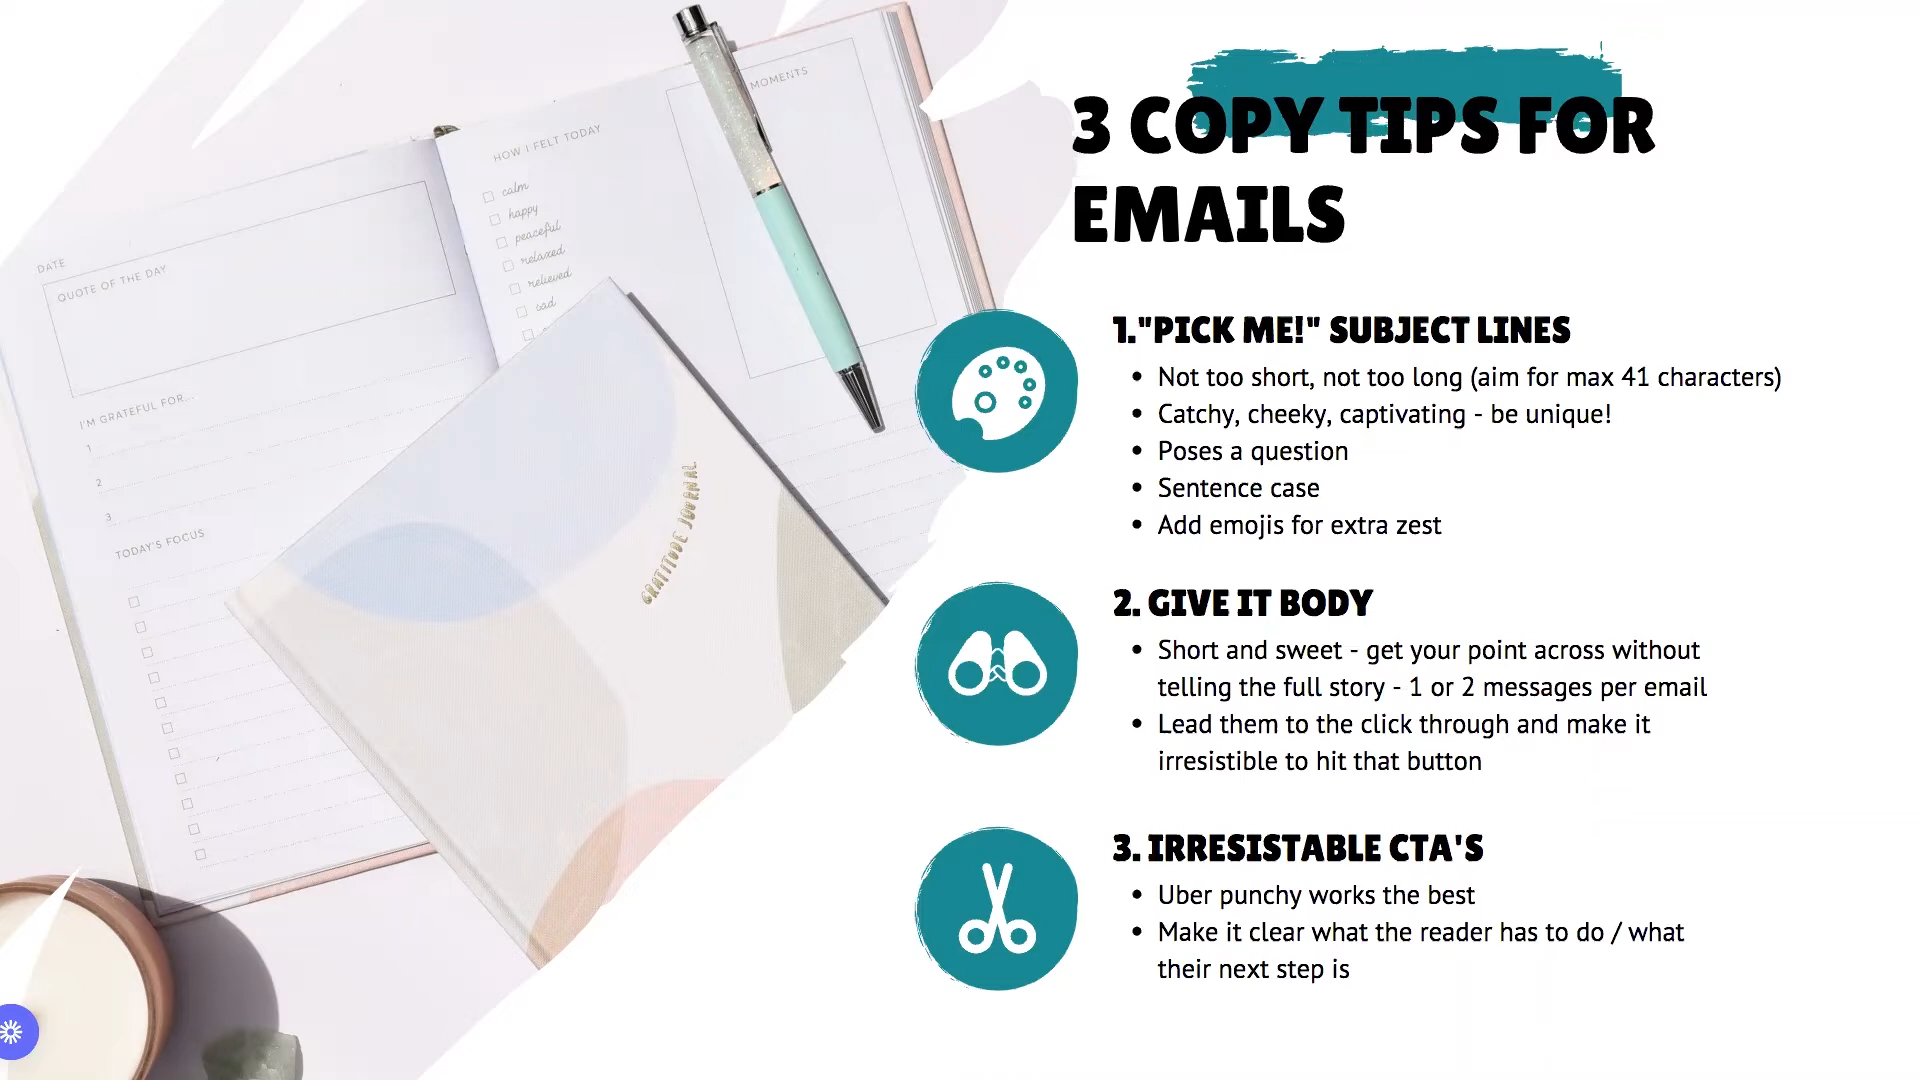 3 COPY TIPS FOR
EMAILS
1."PICK ME!" SUBJECT LINES
• Not too short, not too long (aim for max 41 characters)
• Catchy, cheeky, captivating - be unique!
• Poses a question
• Sentence case
• Add emojis for extra zest
2. GIVE IT BODY
• Short and sweet - get your point across without
telling the full story - 1 or 2 messages per email
• Lead them to the click through and make it
irresistible to hit that button
3. IRRESISTABLE CTA'S
• Uber punchy works the best
• Make it clear what the reader has to do / what
their next step is
DATE
QUOTE OF THE DAY
I'M GRATEFUL FOR...
1
2
3
TODAY'S FOCUS
HOW I FELT TODAY
calm
happy
peaceful
relaxed
relieved
sad
MOMENTS
GRATITUDE JOURNAL